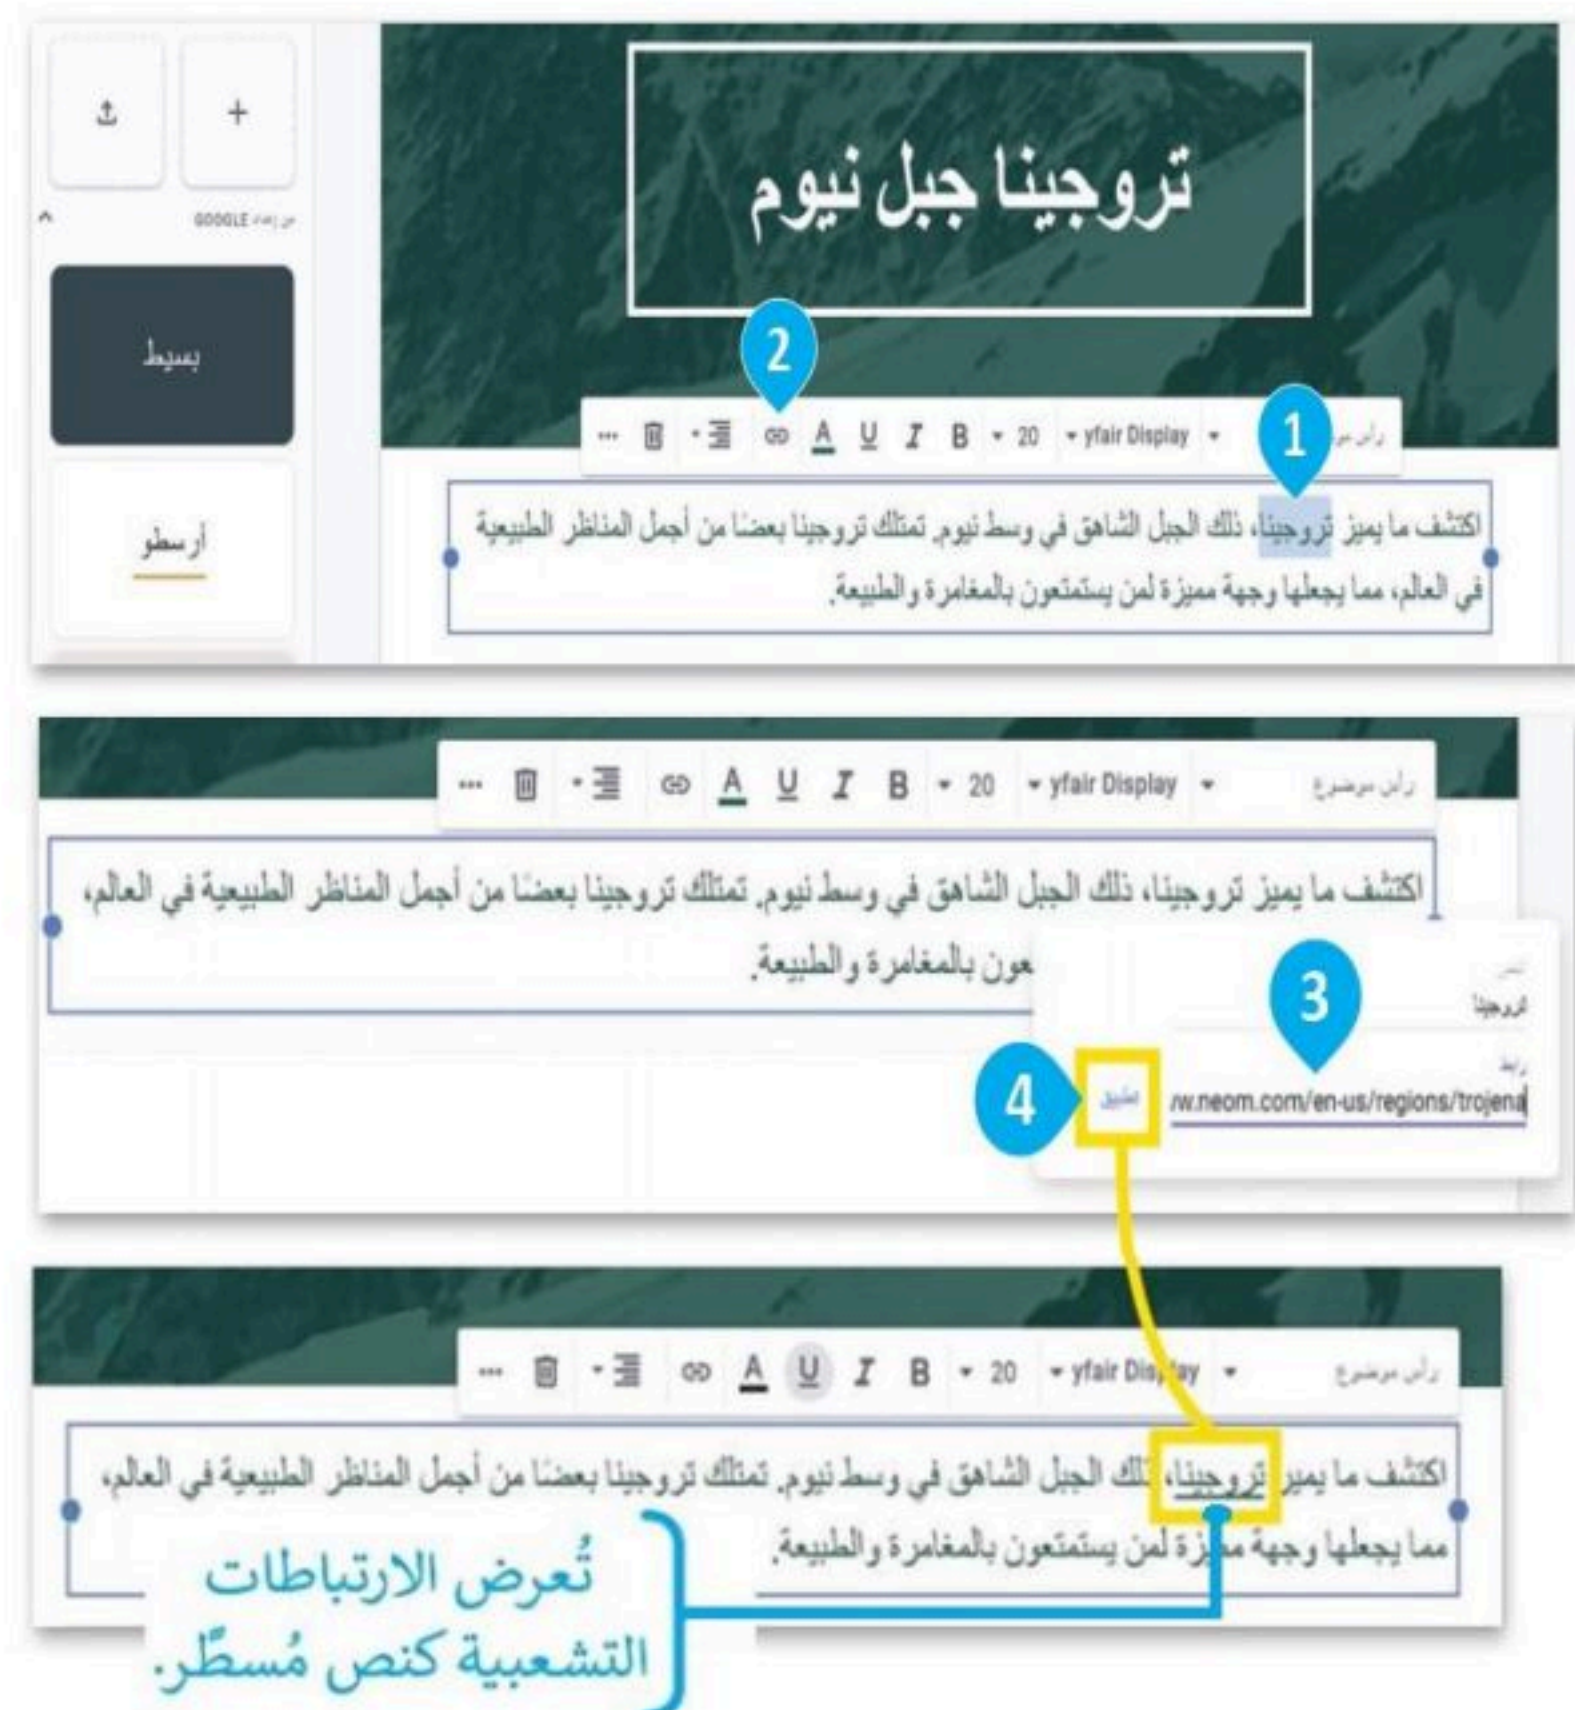 تروجينا جبل نيوم
من إعداد GOOGLE
بسيط
أرسطو
2
1
yfair Display 20 B I U A
اكتشف ما يميز تروجينا، ذلك الجبل الشاهق في وسط نيوم. تمتلك تروجينا بعضًا من أجمل المناظر الطبيعية
في العالم، مما يجعلها وجهة مميزة لمن يستمتعون بالمغامرة والطبيعة.
رأس موضوع yfair Display 20 B I U A
اكتشف ما يميز تروجينا، ذلك الجبل الشاهق في وسط نيوم. تمتلك تروجينا بعضًا من أجمل المناظر الطبيعية في العالم،
عون بالمغامرة والطبيعة.
3
النص
تروجينا
رابط
w.neom.com/en-us/regions/trojena
تطبيق
4
رأس موضوع yfair Display 20 B I U A
اكتشف ما يميز تروجينا، ذلك الجبل الشاهق في وسط نيوم. تمتلك تروجينا بعضًا من أجمل المناظر الطبيعية في العالم،
مما يجعلها وجهة مميزة لمن يستمتعون بالمغامرة والطبيعة.
تُعرض الارتباطات
التشعبية كنص مُسطَّر.